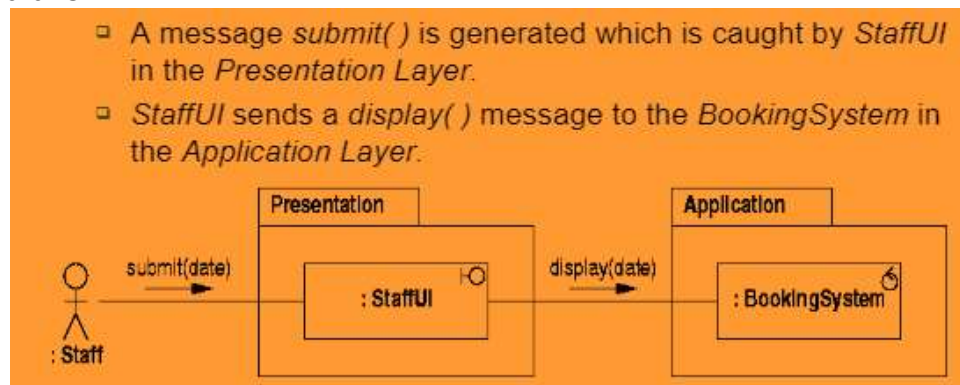 A message submit( ) is generated which is caught by StaffUI
in the Presentation Layer.
StaffUI sends a display( ) message to the BookingSystem in
the Application Layer.
Presentation
Application
submit(date)
display(date)
: StaffUI
: BookingSystem
: Staff